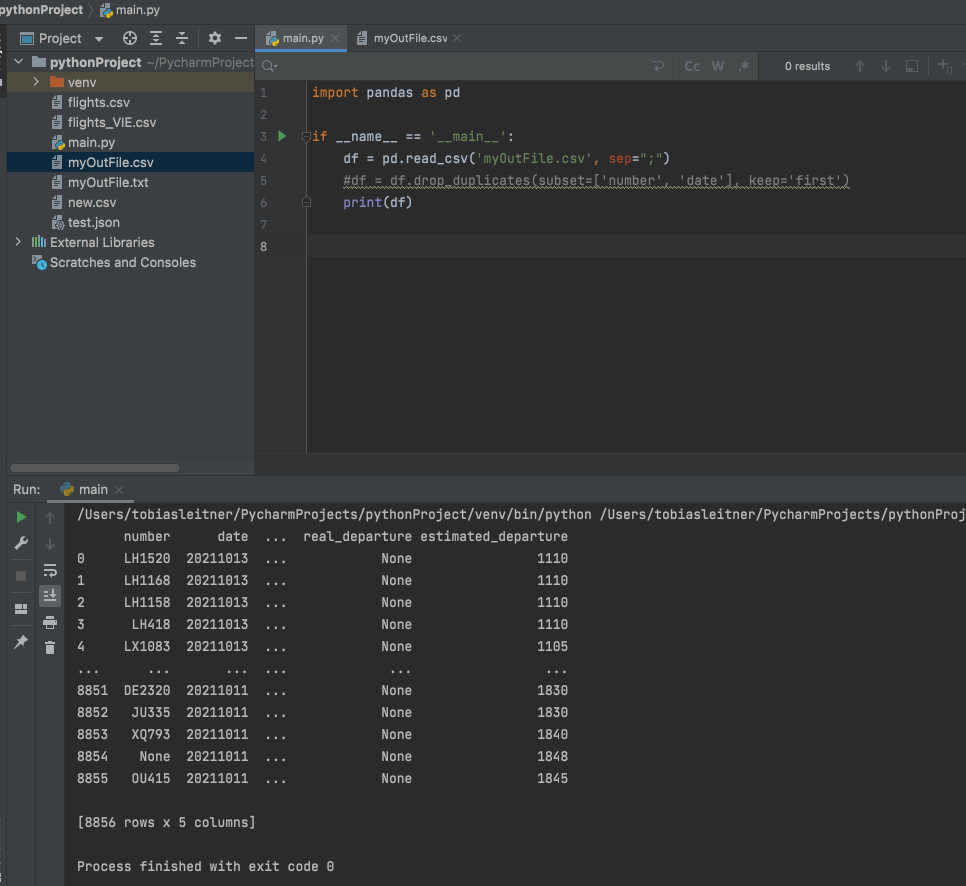 pythonProject main.py
Project
main.py
myOutFile.csv
pythonProject ~/PycharmProject
venv
flights.csv
flights_VIE.csv
main.py
myOutFile.csv
myOutFile.txt
new.csv
test.json
External Libraries
Scratches and Consoles
Cc W .* 0 results
1 import pandas as pd
2
3 if __name__ == '__main__':
4 df = pd.read_csv('myOutFile.csv', sep=";")
5 #df = df.drop_duplicates(subset=['number', 'date'], keep='first')
6 print(df)
7
8
Run: main
/Users/tobiasleitner/PycharmProjects/pythonProject/venv/bin/python /Users/tobiasleitner/PycharmProjects/pythonProj
number date ... real_departure estimated_departure
0 LH1520 20211013 ... None 1110
1 LH1168 20211013 ... None 1110
2 LH1158 20211013 ... None 1110
3 LH418 20211013 ... None 1110
4 LX1083 20211013 ... None 1105
... ... ... ... ... ...
8851 DE2320 20211011 ... None 1830
8852 JU335 20211011 ... None 1830
8853 XQ793 20211011 ... None 1840
8854 None 20211011 ... None 1848
8855 OU415 20211011 ... None 1845
[8856 rows x 5 columns]
Process finished with exit code 0